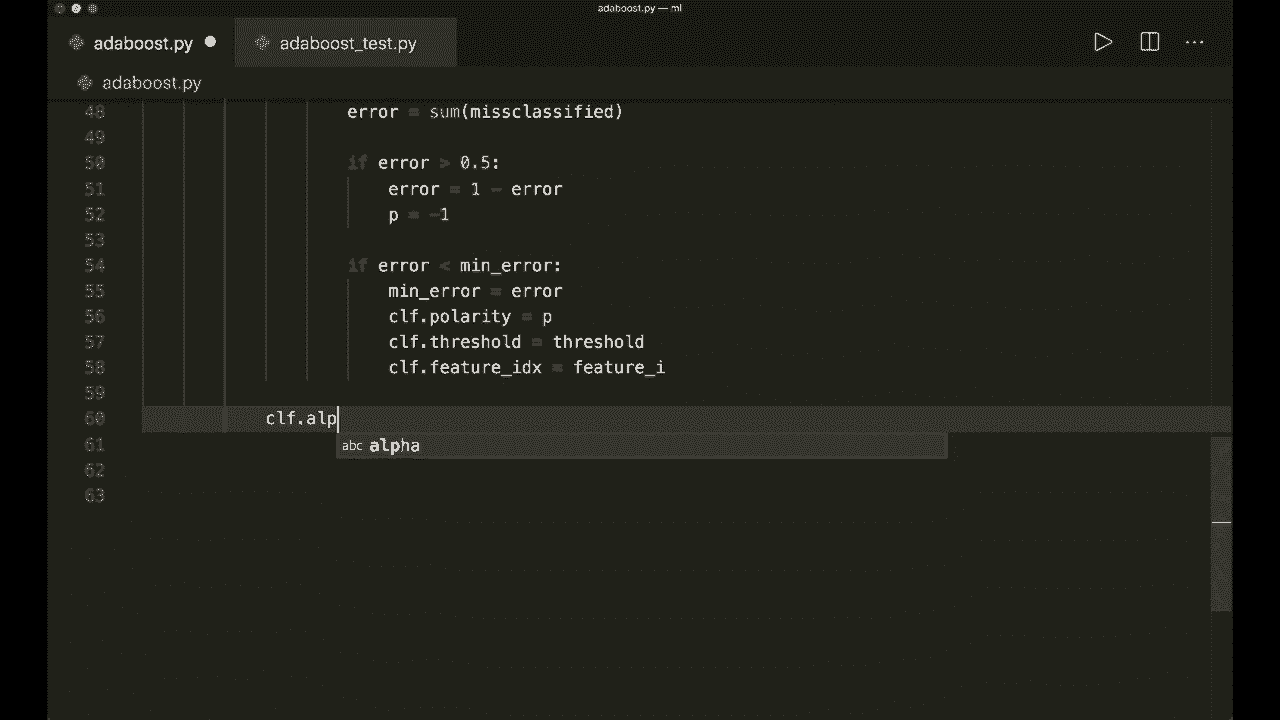 adaboost.py — ml
adaboost.py adaboost_test.py
adaboost.py
48 error = sum(missclassified)
49
50 if error > 0.5:
51 error = 1 - error
52 p = -1
53
54 if error < min_error:
55 min_error = error
56 clf.polarity = p
57 clf.threshold = threshold
58 clf.feature_idx = feature_i
59
60 clf.alp
61 abc alpha
62
63